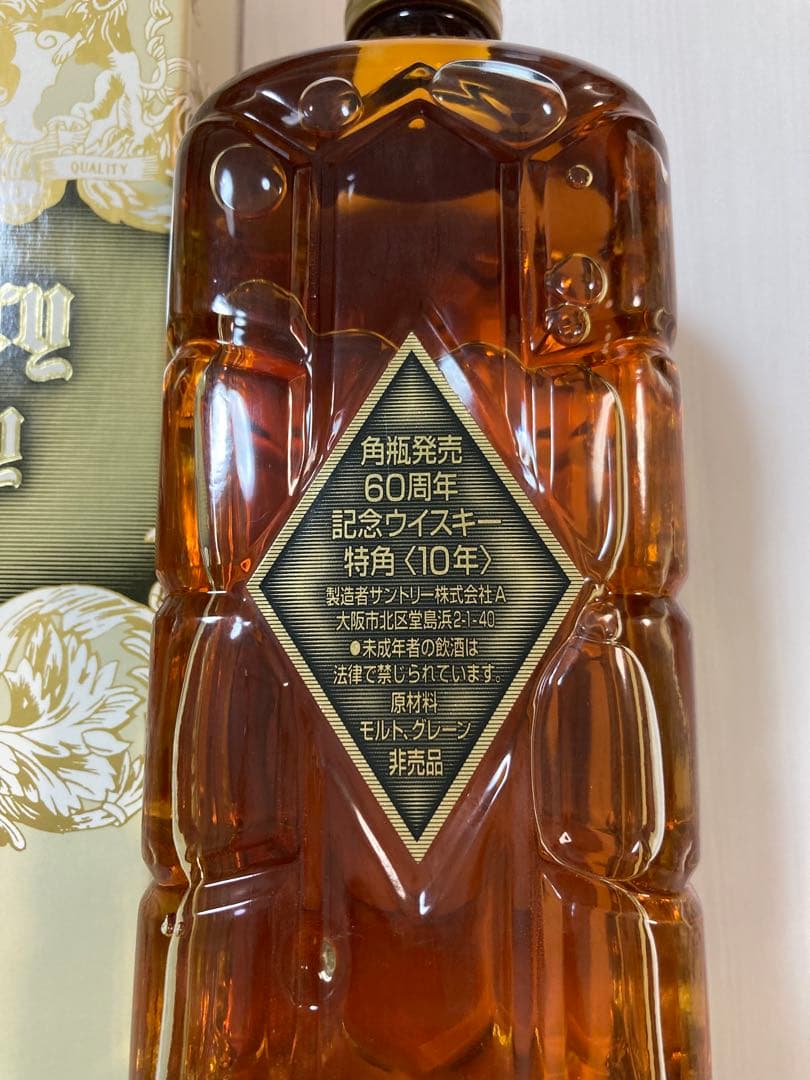 QUALITY
角瓶発売
60周年
記念ウイスキー
特角〈10年〉
製造者サントリー株式会社A
大阪市北区堂島浜2-1-40
●未成年者の飲酒は
法律で禁じられています。
原材料
モルト、グレーン
非売品